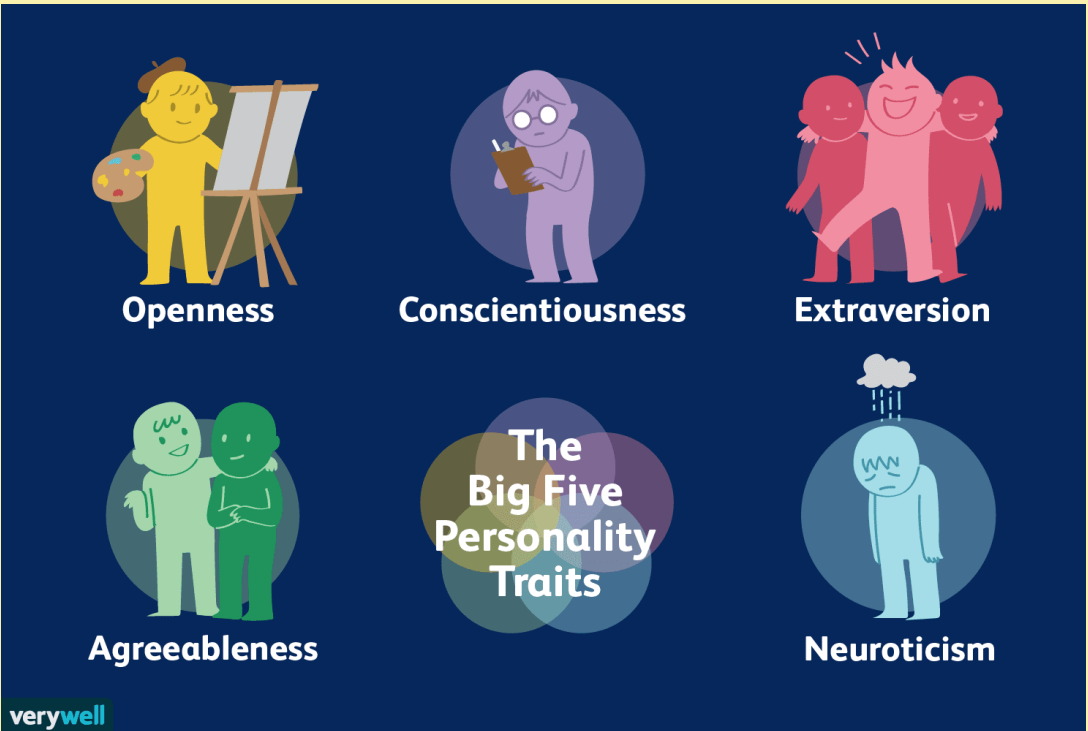 Openness
Conscientiousness
Extraversion
The
Big Five
Personality
Traits
Agreeableness
Neuroticism
verywell